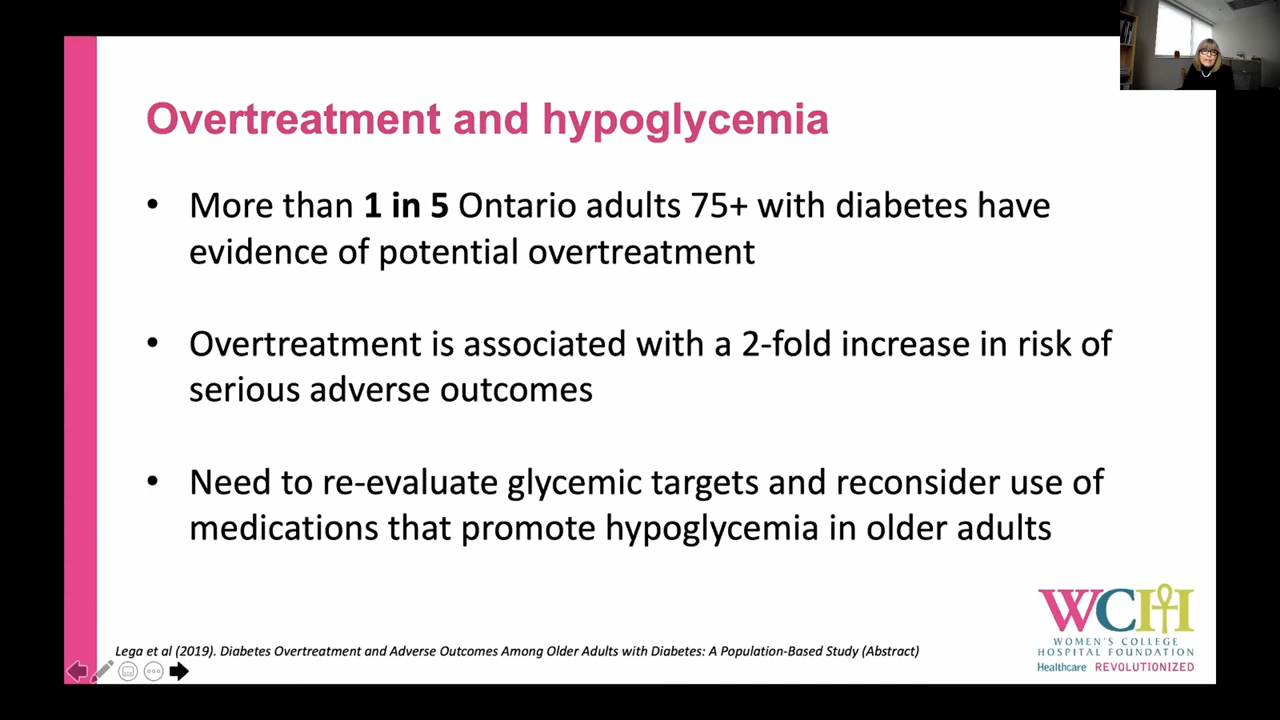 Overtreatment and hypoglycemia
• More than 1 in 5 Ontario adults 75+ with diabetes have
evidence of potential overtreatment
• Overtreatment is associated with a 2-fold increase in risk of
serious adverse outcomes
• Need to re-evaluate glycemic targets and reconsider use of
medications that promote hypoglycemia in older adults
Lega et al (2019). Diabetes Overtreatment and Adverse Outcomes Among Older Adults with Diabetes: A Population-Based Study (Abstract)
WCH
WOMEN'S COLLEGE
HOSPITAL FOUNDATION
Healthcare REVOLUTIONIZED